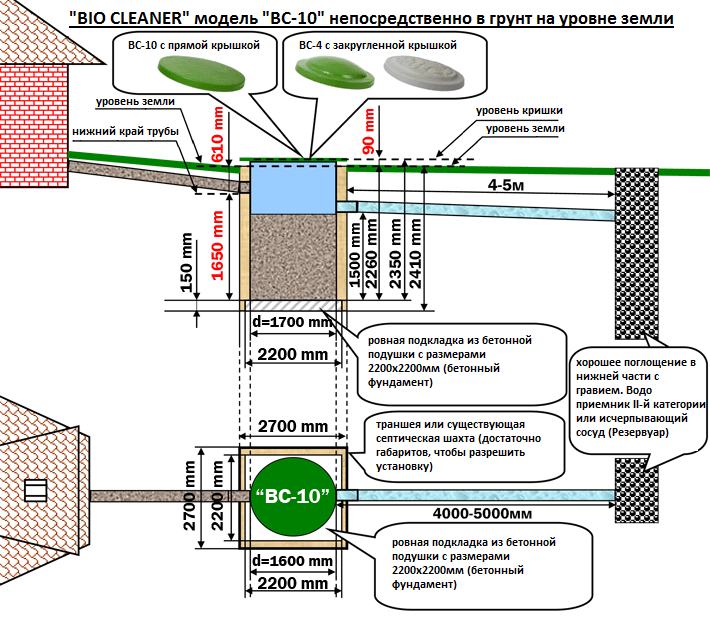 "BIO CLEANER" модель "BC-10" непосредственно в грунт на уровне земли
BC-10 с прямой крышкой
BC-4 с закругленной крышкой
уровень земли
нижний край трубы
610 mm
90 mm
уровень кришки
уровень земли
4-5м
150 mm
1650 mm
1500 mm
2260 mm
2350 mm
2410 mm
d=1700 mm
2200 mm
ровная подкладка из бетонной
подушки с размерами
2200х2200мм (бетонный
фундамент)
хорошее поглощение в
нижней части с
гравием. Водо
приемник II-й категории
или исчерпывающий
сосуд (Резервуар)
2700 mm
траншея или существующая
септическая шахта (достаточно
габаритов, чтобы разрешить
установку)
2700 mm
2200 mm
“BC-10”
4000-5000мм
d=1600 mm
2200 mm
ровная подкладка из бетонной
подушки с размерами
2200х2200мм (бетонный
фундамент)